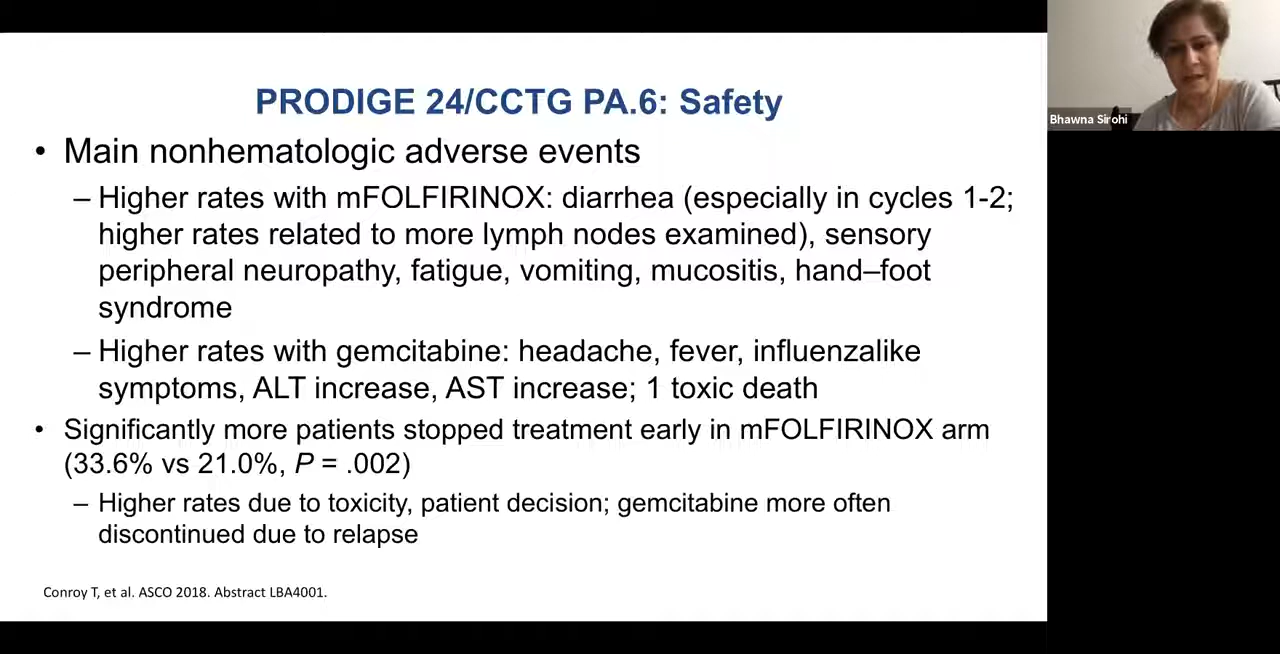 PRODIGE 24/CCTG PA.6: Safety
• Main nonhematologic adverse events
– Higher rates with mFOLFIRINOX: diarrhea (especially in cycles 1-2;
higher rates related to more lymph nodes examined), sensory
peripheral neuropathy, fatigue, vomiting, mucositis, hand–foot
syndrome
– Higher rates with gemcitabine: headache, fever, influenzalike
symptoms, ALT increase, AST increase; 1 toxic death
• Significantly more patients stopped treatment early in mFOLFIRINOX arm
(33.6% vs 21.0%, P = .002)
– Higher rates due to toxicity, patient decision; gemcitabine more often
discontinued due to relapse
Conroy T, et al. ASCO 2018. Abstract LBA4001.
Bhawna Sirohi